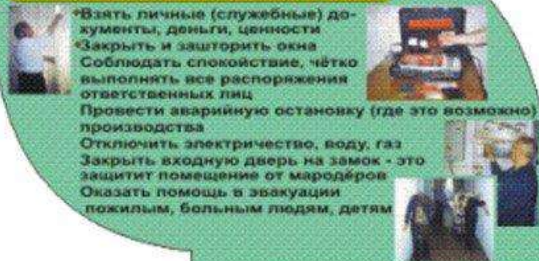 Взять личные (служебные) до-
кументы, деньги, ценности
Закрыть и зашторить окна
Соблюдать спокойствие, чётко
выполнять все распоряжения
ответственных лиц
Провести аварийную остановку (где это возможно)
производства
Отключить электричество, воду, газ
Закрыть входную дверь на замок - это
защитит помещение от мародёров
Оказать помощь в эвакуации
пожилым, больным людям, детям